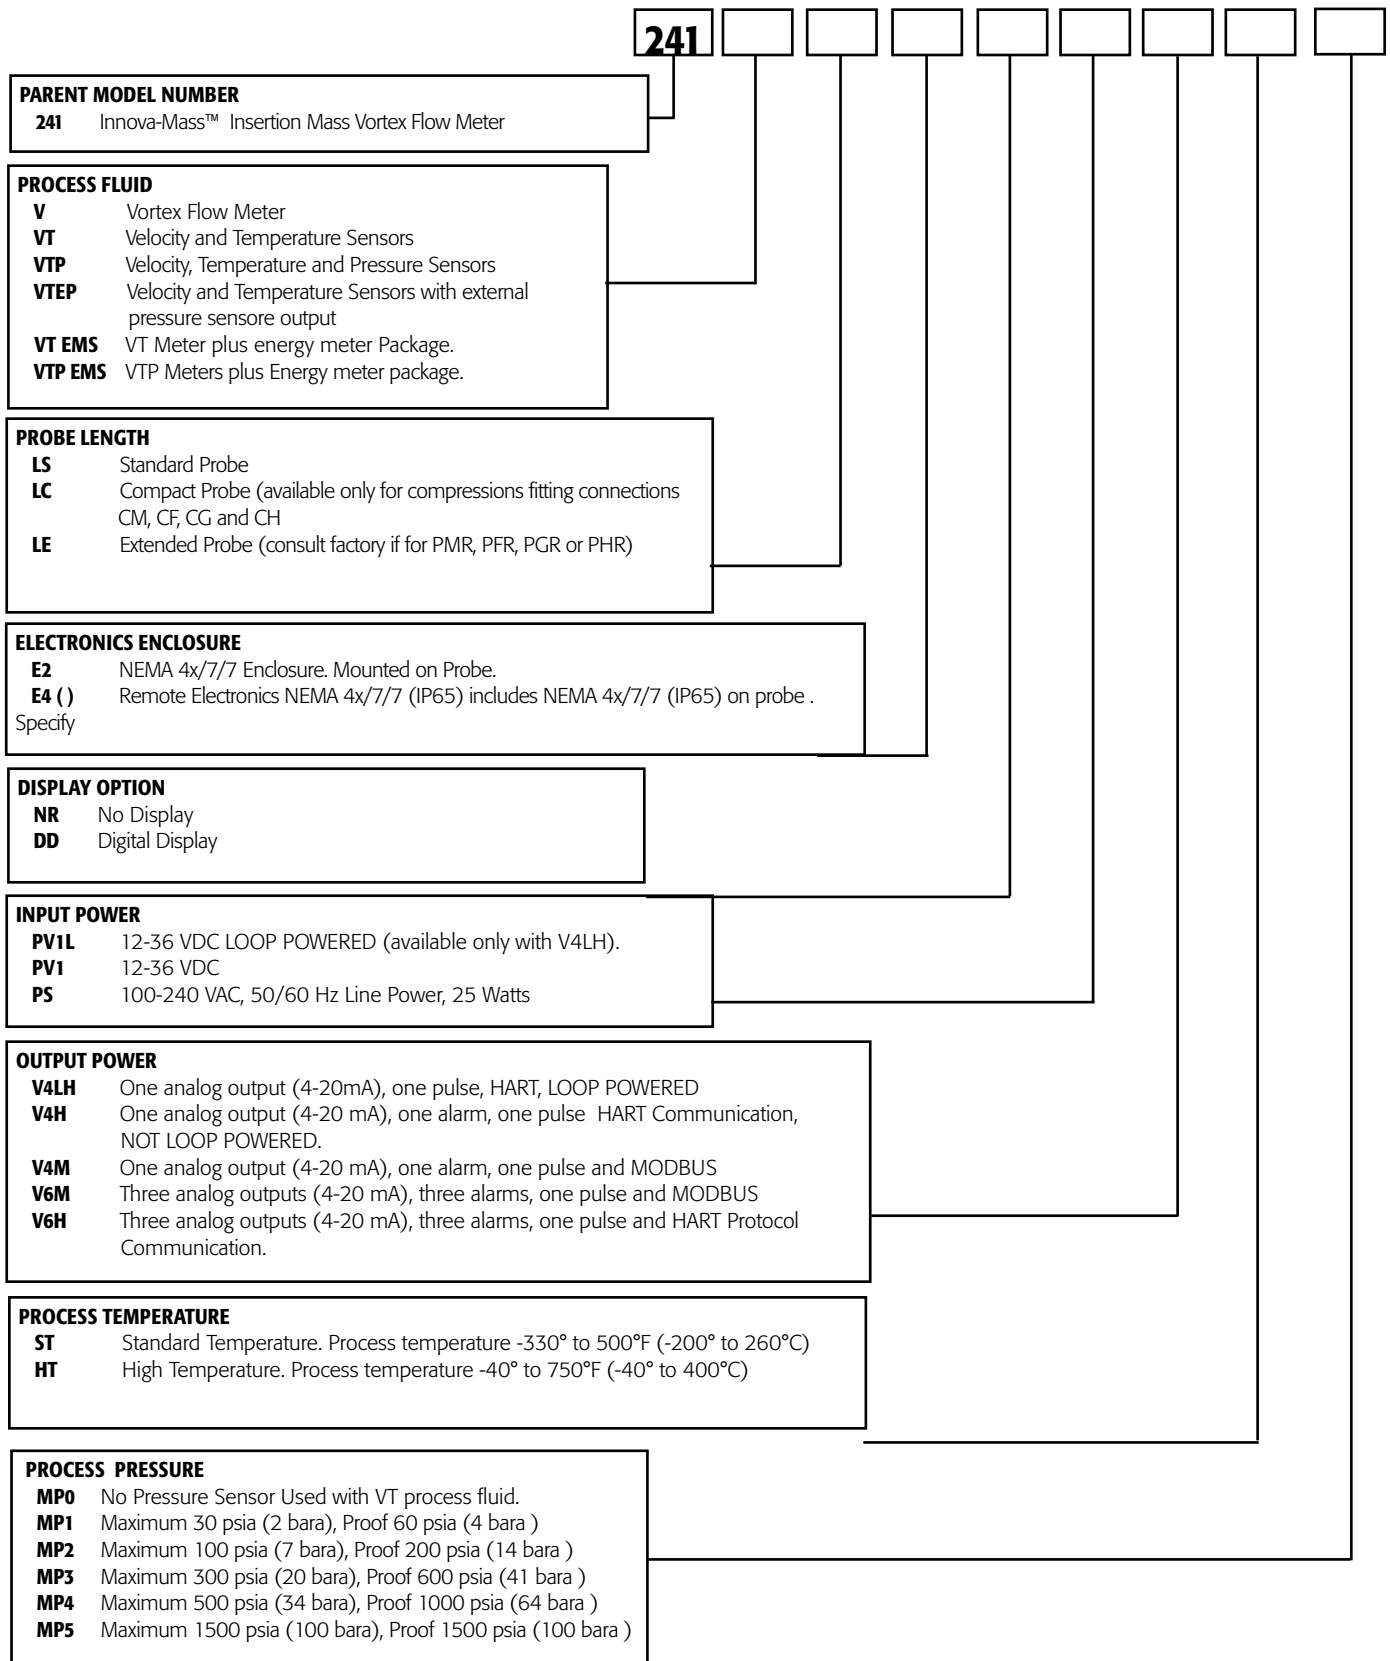 241
PARENT MODEL NUMBER
241 Innova-Mass™ Insertion Mass Vortex Flow Meter
PROCESS FLUID
V Vortex Flow Meter
VT Velocity and Temperature Sensors
VTP Velocity, Temperature and Pressure Sensors
VTEP Velocity and Temperature Sensors with external
pressure sensore output
VT EMS VT Meter plus energy meter Package.
VTP EMS VTP Meters plus Energy meter package.
PROBE LENGTH
LS Standard Probe
LC Compact Probe (available only for compressions fitting connections
CM, CF, CG and CH
LE Extended Probe (consult factory if for PMR, PFR, PGR or PHR)
ELECTRONICS ENCLOSURE
E2 NEMA 4x/7/7 Enclosure. Mounted on Probe.
E4 ( ) Remote Electronics NEMA 4x/7/7 (IP65) includes NEMA 4x/7/7 (IP65) on probe .
Specify
DISPLAY OPTION
NR No Display
DD Digital Display
INPUT POWER
PV1L 12-36 VDC LOOP POWERED (available only with V4LH).
PV1 12-36 VDC
PS 100-240 VAC, 50/60 Hz Line Power, 25 Watts
OUTPUT POWER
V4LH One analog output (4-20mA), one pulse, HART, LOOP POWERED
V4H One analog output (4-20 mA), one alarm, one pulse HART Communication,
NOT LOOP POWERED.
V4M One analog output (4-20 mA), one alarm, one pulse and MODBUS
V6M Three analog outputs (4-20 mA), three alarms, one pulse and MODBUS
V6H Three analog outputs (4-20 mA), three alarms, one pulse and HART Protocol
Communication.
PROCESS TEMPERATURE
ST Standard Temperature. Process temperature -330° to 500°F (-200° to 260°C)
HT High Temperature. Process temperature -40° to 750°F (-40° to 400°C)
PROCESS PRESSURE
MP0 No Pressure Sensor Used with VT process fluid.
MP1 Maximum 30 psia (2 bara), Proof 60 psia (4 bara )
MP2 Maximum 100 psia (7 bara), Proof 200 psia (14 bara )
MP3 Maximum 300 psia (20 bara), Proof 600 psia (41 bara )
MP4 Maximum 500 psia (34 bara), Proof 1000 psia (64 bara )
MP5 Maximum 1500 psia (100 bara), Proof 1500 psia (100 bara )